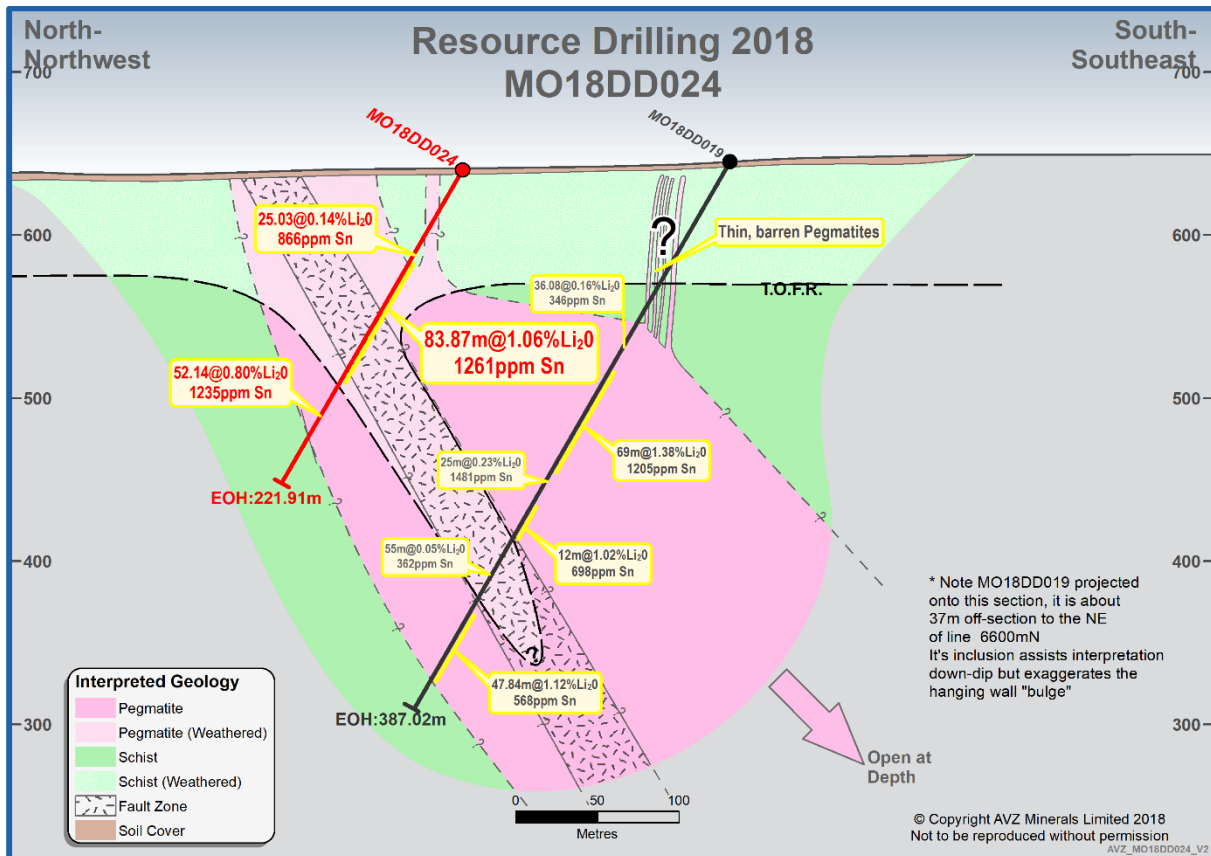 North-
Northwest
Resource Drilling 2018
MO18DD024
South-
Southeast
700
700
MO18DD024
MO18DD019
25.03@0.14%Li₂0
866ppm Sn
600
600
?
Thin, barren Pegmatites
36.08@0.16%Li₂0
346ppm Sn
T.O.F.R.
83.87m@1.06%Li₂0
1261ppm Sn
52.14@0.80%Li₂0
1235ppm Sn
500
500
69m@1.38%Li₂0
1205ppm Sn
25m@0.23%Li₂0
1481ppm Sn
EOH:221.91m
55m@0.05%Li₂0
362ppm Sn
12m@1.02%Li₂0
698ppm Sn
400
400
* Note MO18DD019 projected
onto this section, it is about
37m off-section to the NE
of line 6600mN
It's inclusion assists interpretation
down-dip but exaggerates the
hanging wall "bulge"
?
47.84m@1.12%Li₂0
568ppm Sn
EOH:387.02m
300
300
Open at
Depth
Interpreted Geology
Pegmatite
Pegmatite (Weathered)
Schist
Schist (Weathered)
Fault Zone
Soil Cover
0 50 100
Metres
© Copyright AVZ Minerals Limited 2018
Not to be reproduced without permission
AVZ_MO18DD024_V2